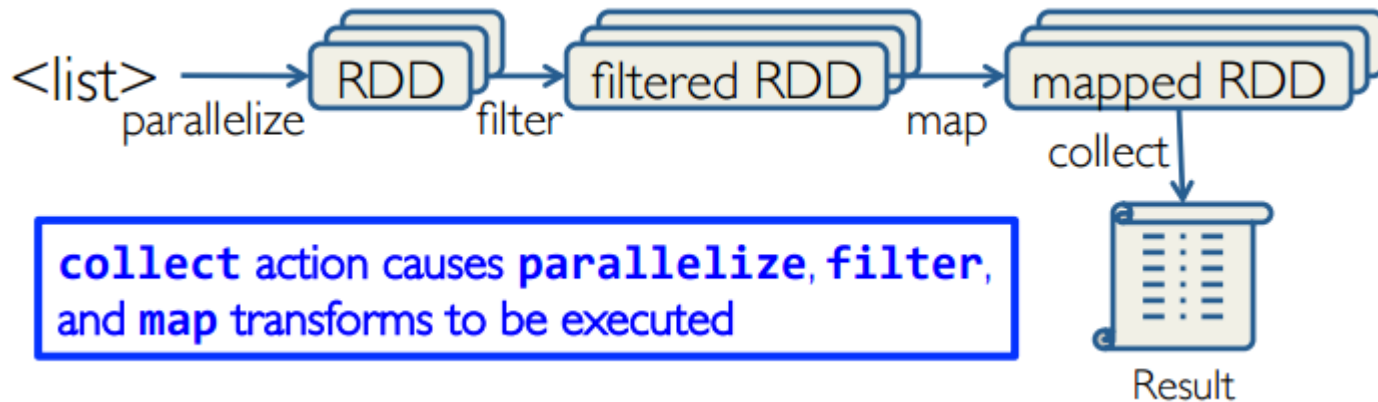 <list>
RDD
filtered RDD
mapped RDD
parallelize
filter
map
collect
collect action causes parallelize, filter,
and map transforms to be executed
Result